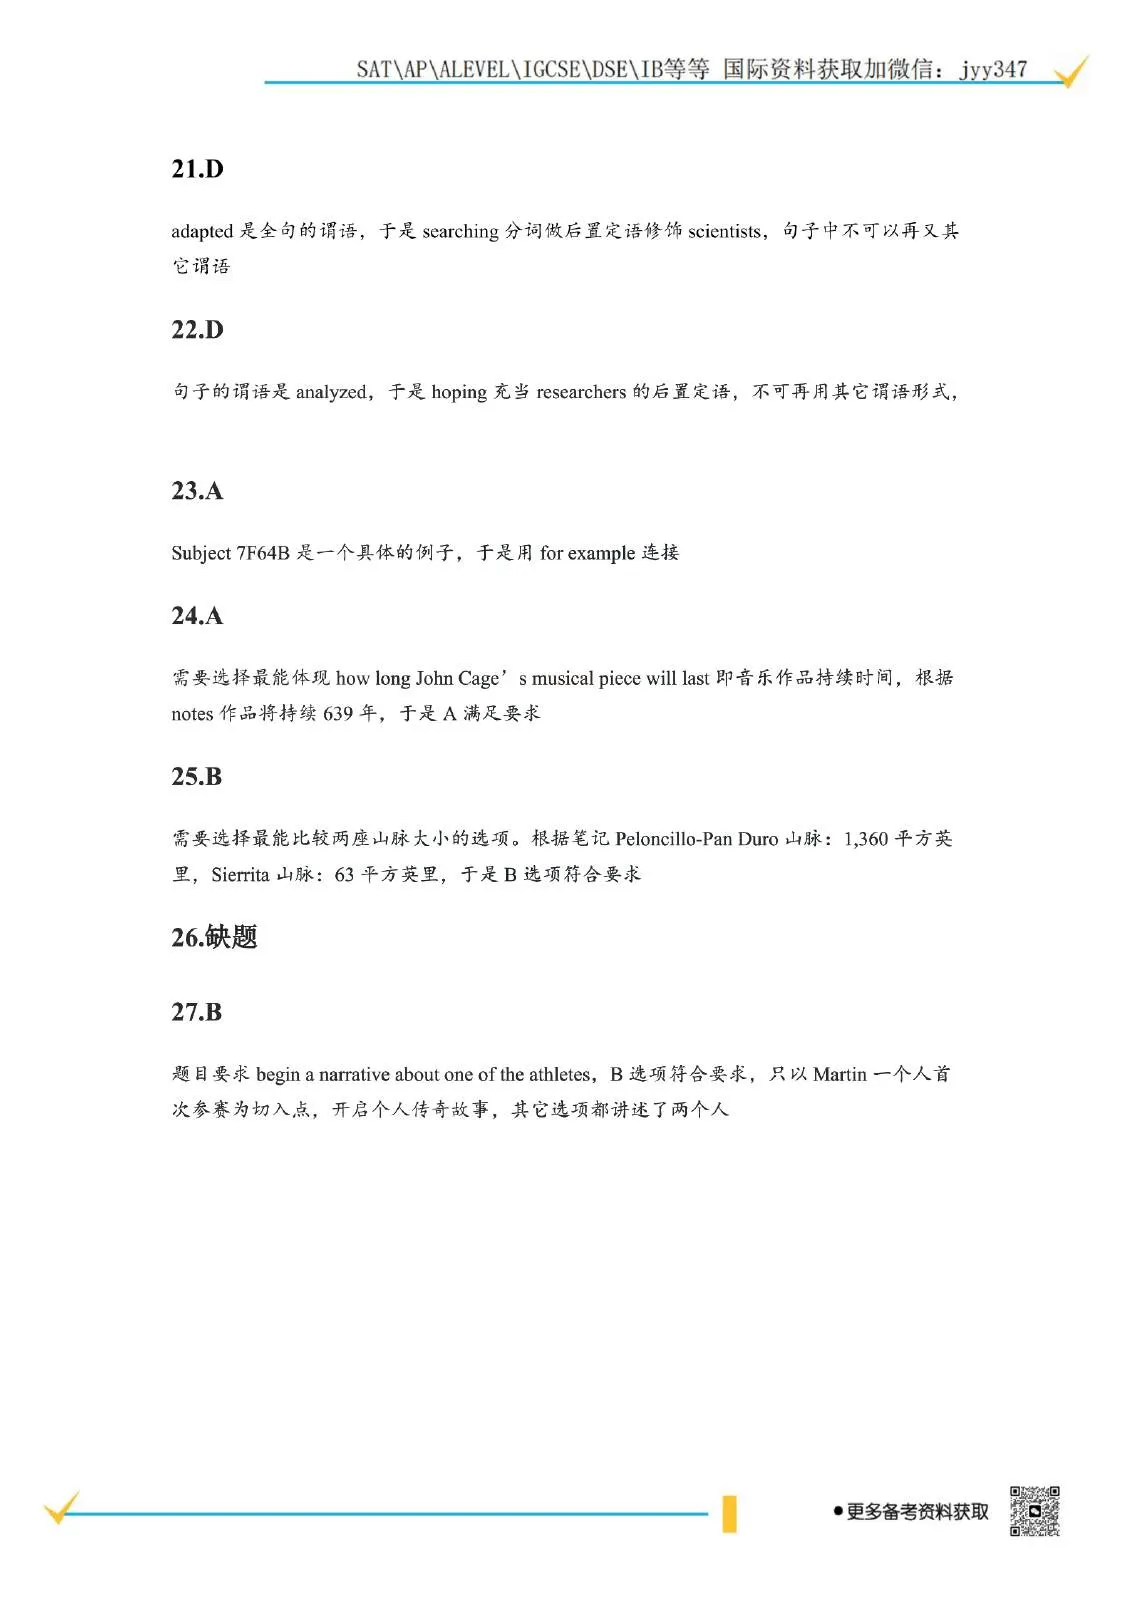 SAT\AP\ALEVEL\IGCSE\DSE\IB等等 国际资料获取加微信：jyy347
21.D
adapted 是全句的谓语，于是 searching 分词做后置定语修饰 scientists，句子中不可以再又其
它谓语
22.D
句子的谓语是 analyzed，于是 hoping 充当 researchers 的后置定语，不可再用其它谓语形式，
23.A
Subject 7F64B 是一个具体的例子，于是用 for example 连接
24.A
需要选择最能体现 how long John Cage’s musical piece will last 即音乐作品持续时间，根据
notes 作品将持续 639 年，于是 A 满足要求
25.B
需要选择最能比较两座山脉大小的选项。根据笔记 Peloncillo-Pan Duro 山脉：1,360 平方英
里，Sierrita 山脉：63 平方英里，于是 B 选项符合要求
26.缺题
27.B
题目要求 begin a narrative about one of the athletes，B 选项符合要求，只以 Martin 一个人首
次参赛为切入点，开启个人传奇故事，其它选项都讲述了两个人
●更多备考资料获取